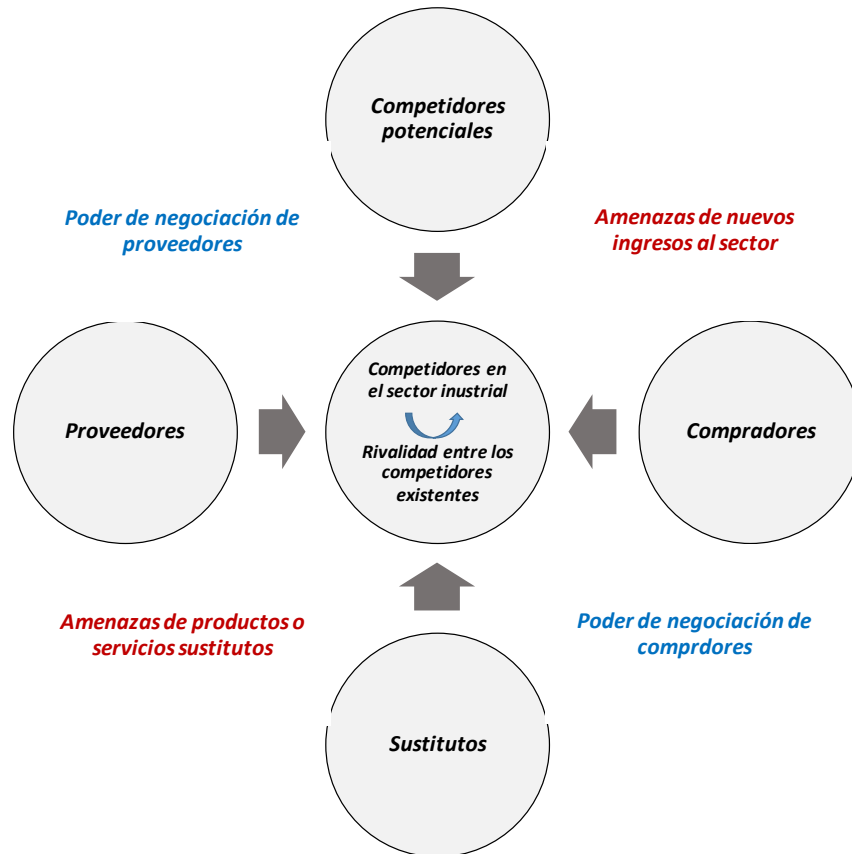 Competidores
potenciales
Poder de negociación de
proveedores
Amenazas de nuevos
ingresos al sector
Competidores en
el sector inustrial
Proveedores
Compradores
Rivalidad entre los
competidores
existentes
Amenazas de productos o
servicios sustitutos
Poder de negociación de
comprdores
Sustitutos